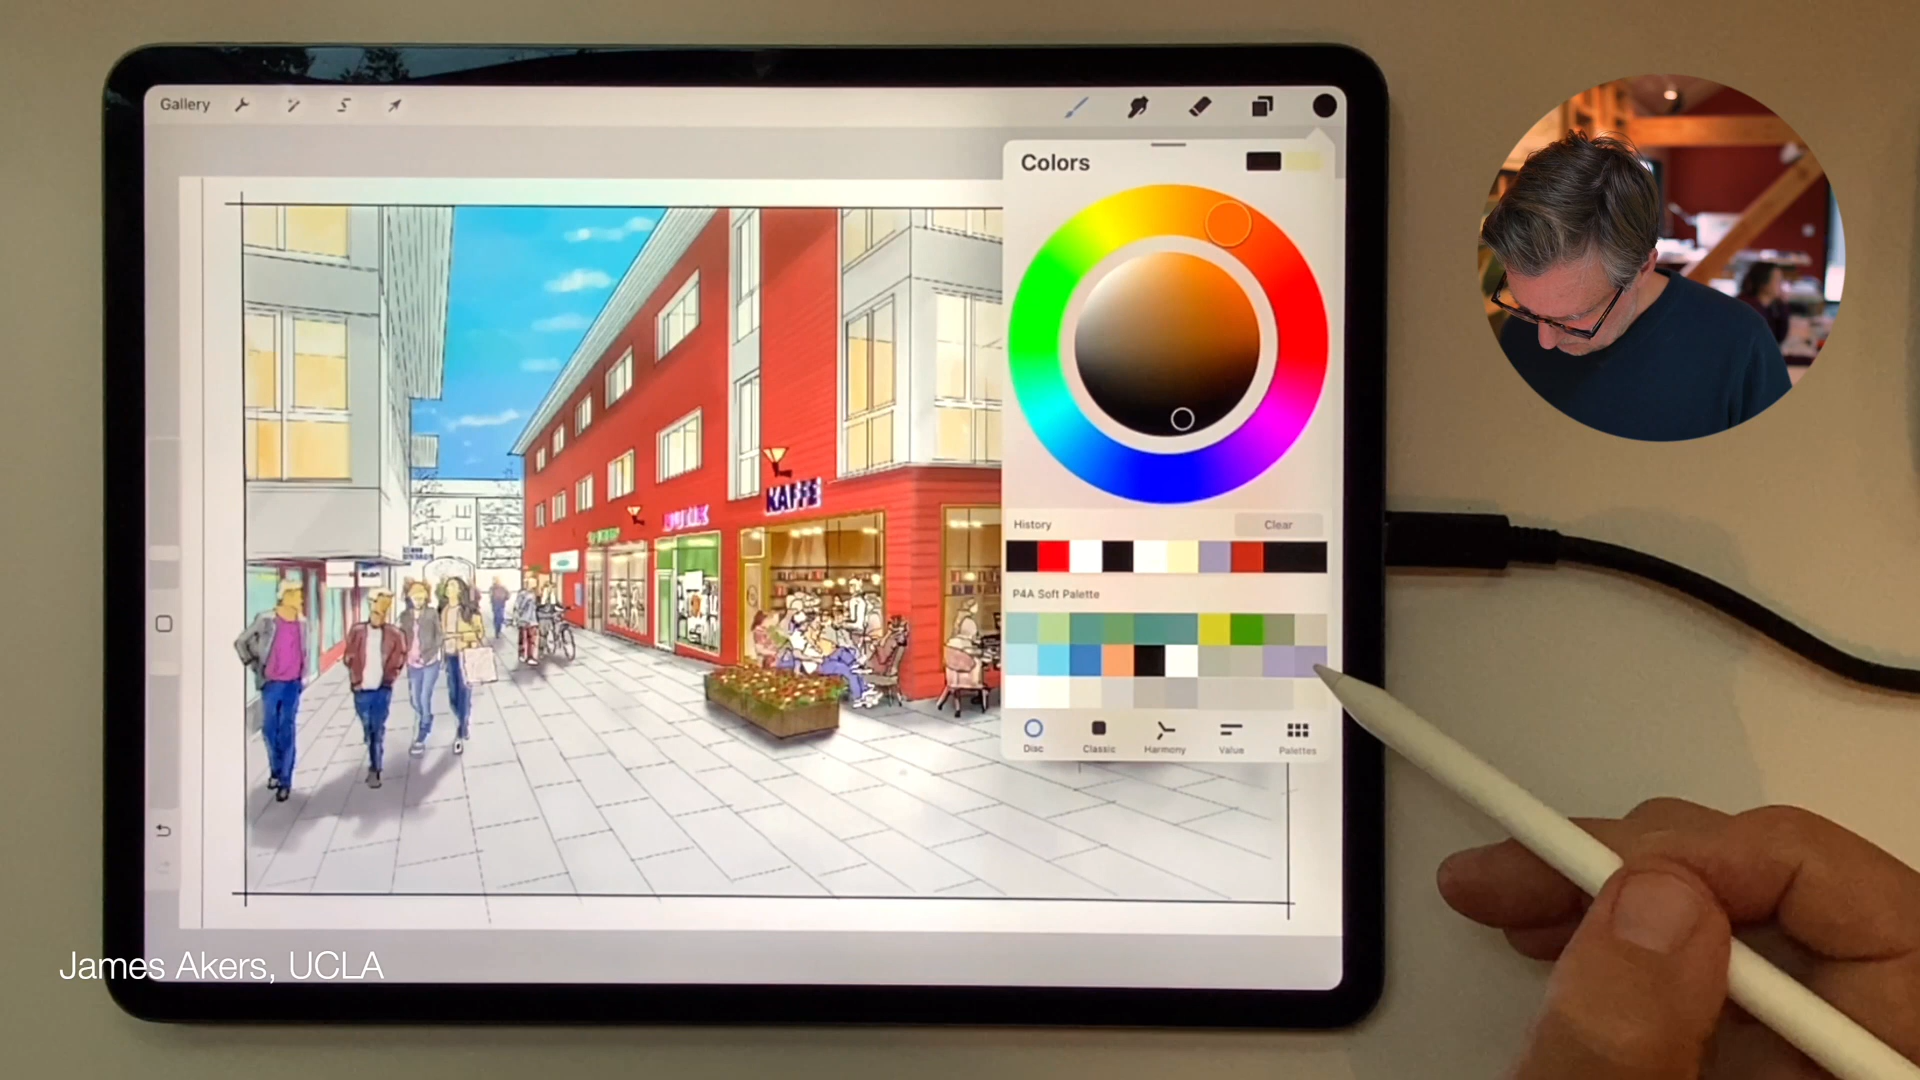 Gallery
Colors
KAFFE
History
Clear
P4A Soft Palette
Disc
Classic
Harmony
Value
Palettes
James Akers, UCLA